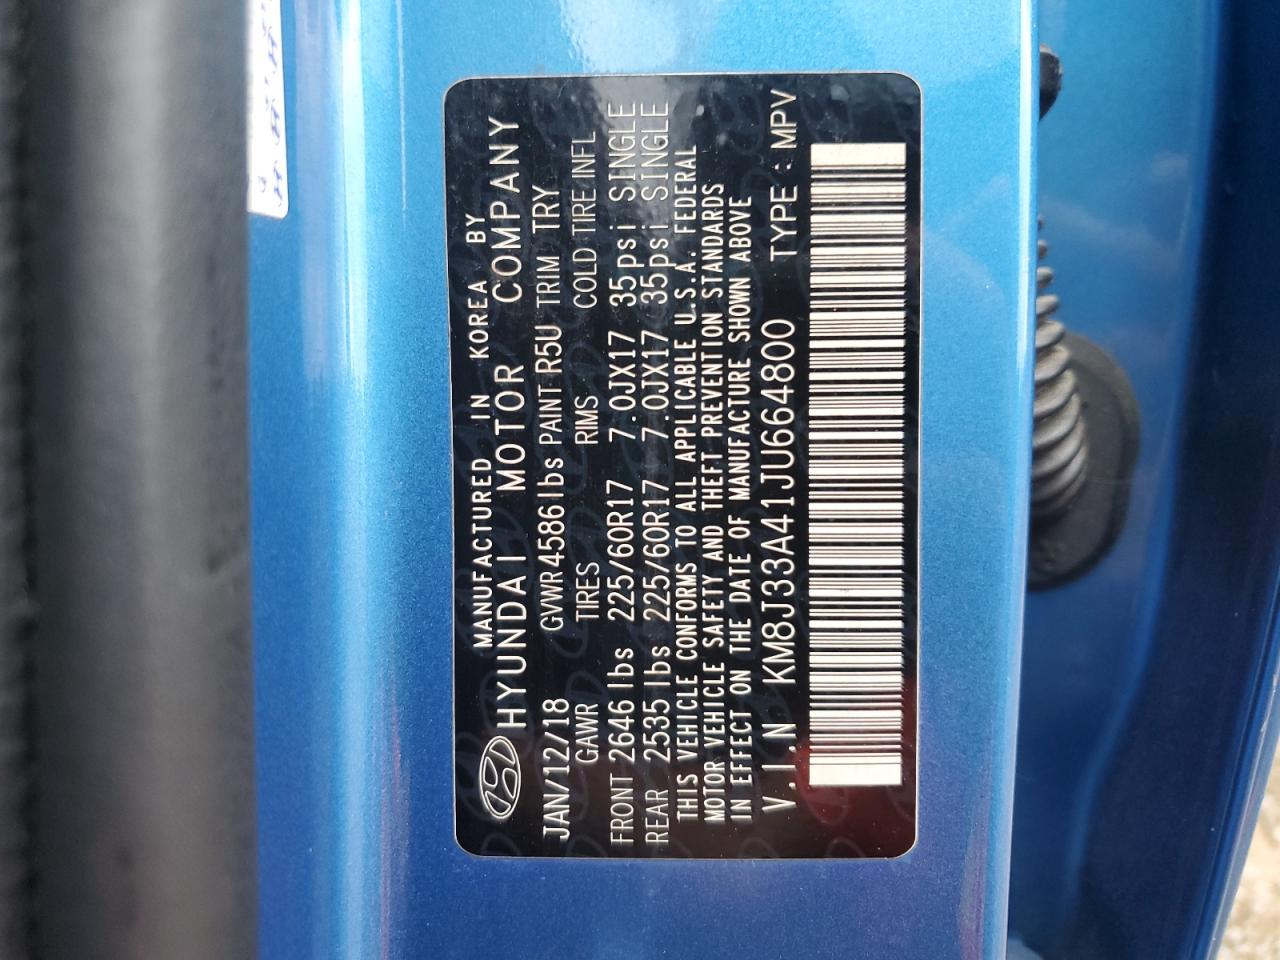 MANUFACTURED IN KOREA BY
HYUNDAI MOTOR COMPANY
JAN/12/18 GVWR 4586 lbs PAINT R5U TRIM TRY
GAWR TIRES RIMS COLD TIRE INFL
FRONT 2646 lbs 225/60R17 7.0JX17 35psi SINGLE
REAR 2535 lbs 225/60R17 7.0JX17 35psi SINGLE
THIS VEHICLE CONFORMS TO ALL APPLICABLE U.S.A. FEDERAL
MOTOR VEHICLE SAFETY AND THEFT PREVENTION STANDARDS
IN EFFECT ON THE DATE OF MANUFACTURE SHOWN ABOVE
V.I.N KM8J33A41JU664800 TYPE : MPV